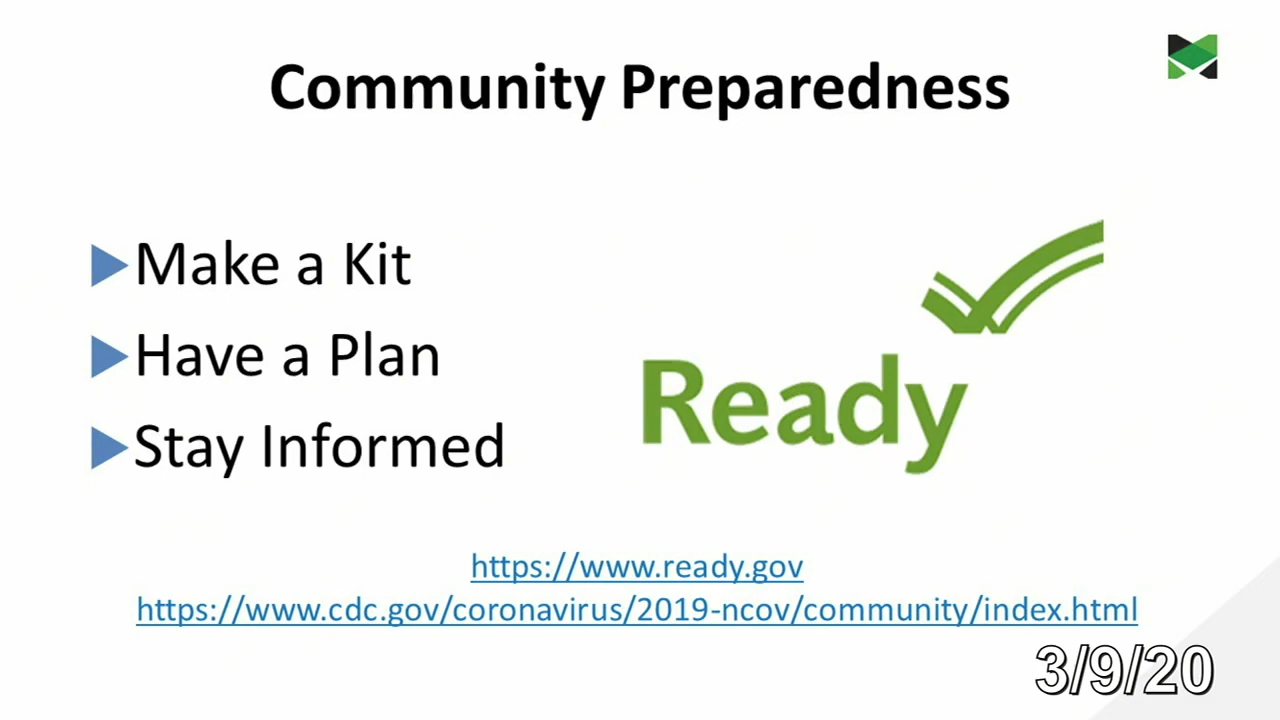 Community Preparedness
Make a Kit
Have a Plan
Stay Informed
Ready
https://www.ready.gov
https://www.cdc.gov/coronavirus/2019-ncov/community/index.html
3/9/20